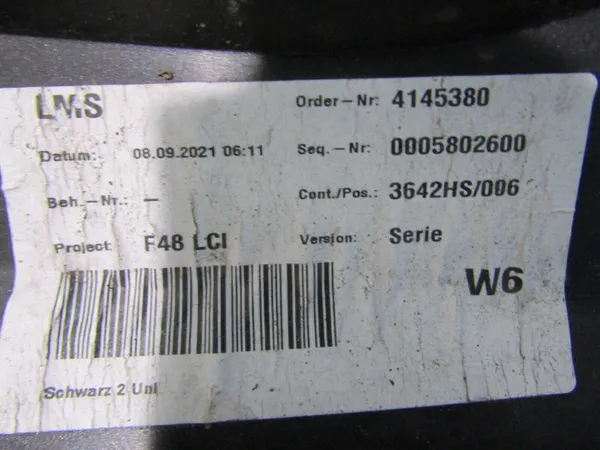 LMS Order-Nr: 4145380
Datum: 08.09.2021 06:11 Seq.-Nr: 0005802600
Beh.-Nr.: — Cont./Pos.: 3642HS/006
Project: F48 LCI Version: Serie
W6
Schwarz 2 Uni